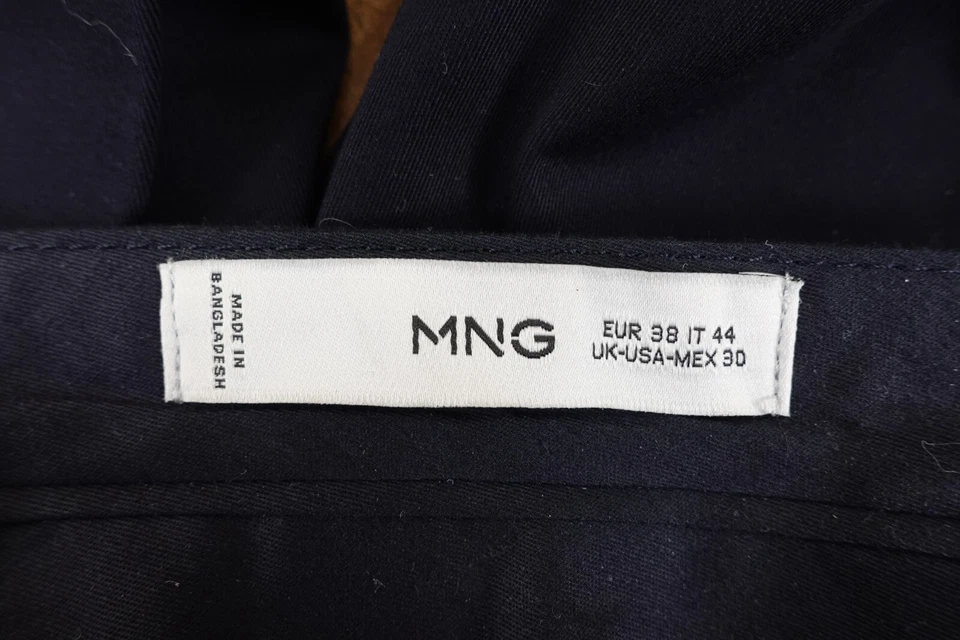 MADE IN
BANGLADESH
MNG
EUR 38 IT 44
UK-USA-MEX 30